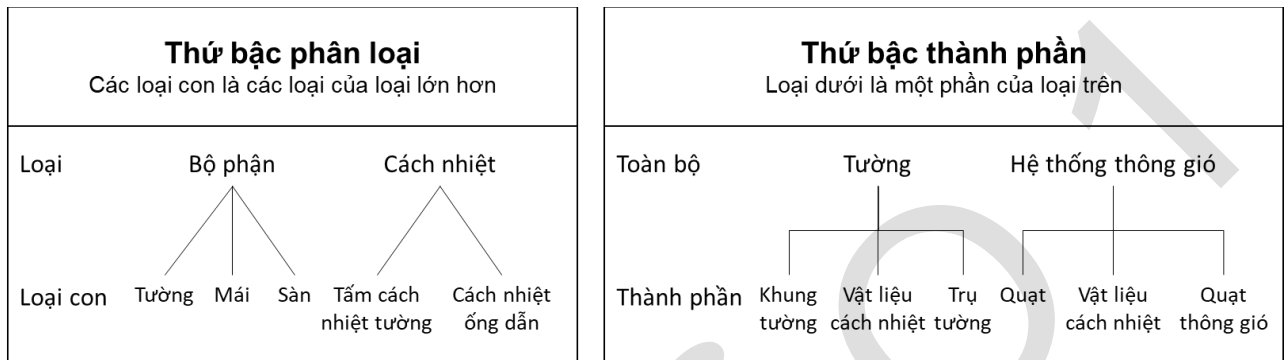 Thứ bậc phân loại
Các loại con là các loại của loại lớn hơn
Loại Bộ phận Cách nhiệt
Loại con Tường Mái Sàn Tấm cách nhiệt tường Cách nhiệt ống dẫn
Thứ bậc thành phần
Loại dưới là một phần của loại trên
Toàn bộ Tường Hệ thống thông gió
Thành phần Khung tường Vật liệu cách nhiệt Trụ tường Quạt Vật liệu cách nhiệt Quạt thông gió